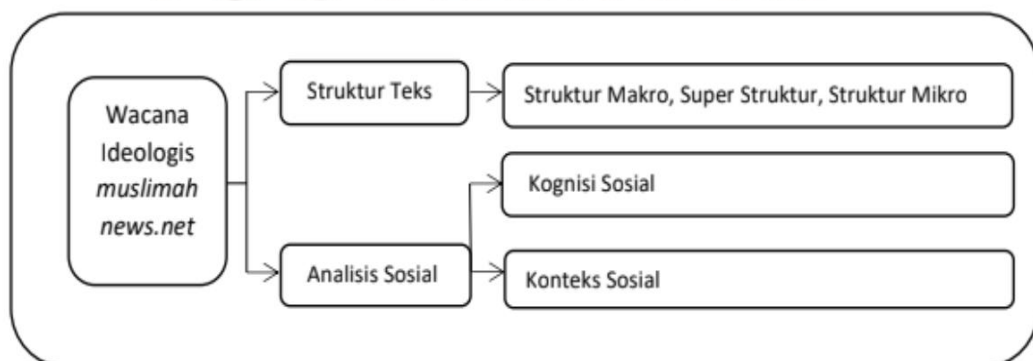 Wacana
Ideologis
muslimah
news.net
Struktur Teks
Struktur Makro, Super Struktur, Struktur Mikro
Kognisi Sosial
Analisis Sosial
Konteks Sosial